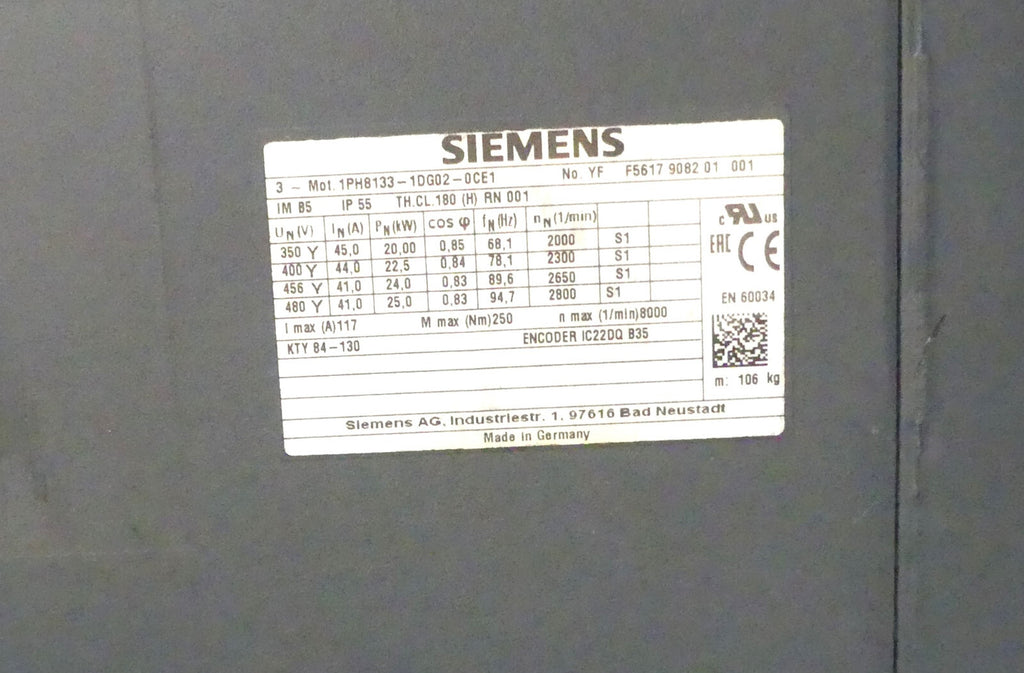 SIEMENS
3 ~ Mot. 1PH8133-1DG02-0CE1 No. YF F5617 9082 01 001
IM B5 IP 55 TH.CL.180 (H) RN 001
UN(V) IN(A) PN(kW) cos φ fN(Hz) nN(1/min)
350 Y 45,0 20,00 0,85 68,1 2000 S1
400 Y 44,0 22,5 0,84 78,1 2300 S1
456 Y 41,0 24,0 0,83 89,6 2650 S1
480 Y 41,0 25,0 0,83 94,7 2800 S1
I max (A)117 M max (Nm)250 n max (1/min)8000
KTY 84-130 ENCODER IC22DQ B35
c RU us
EAC CE
EN 60034
m: 106 kg
Siemens AG, Industriestr. 1, 97616 Bad Neustadt
Made in Germany